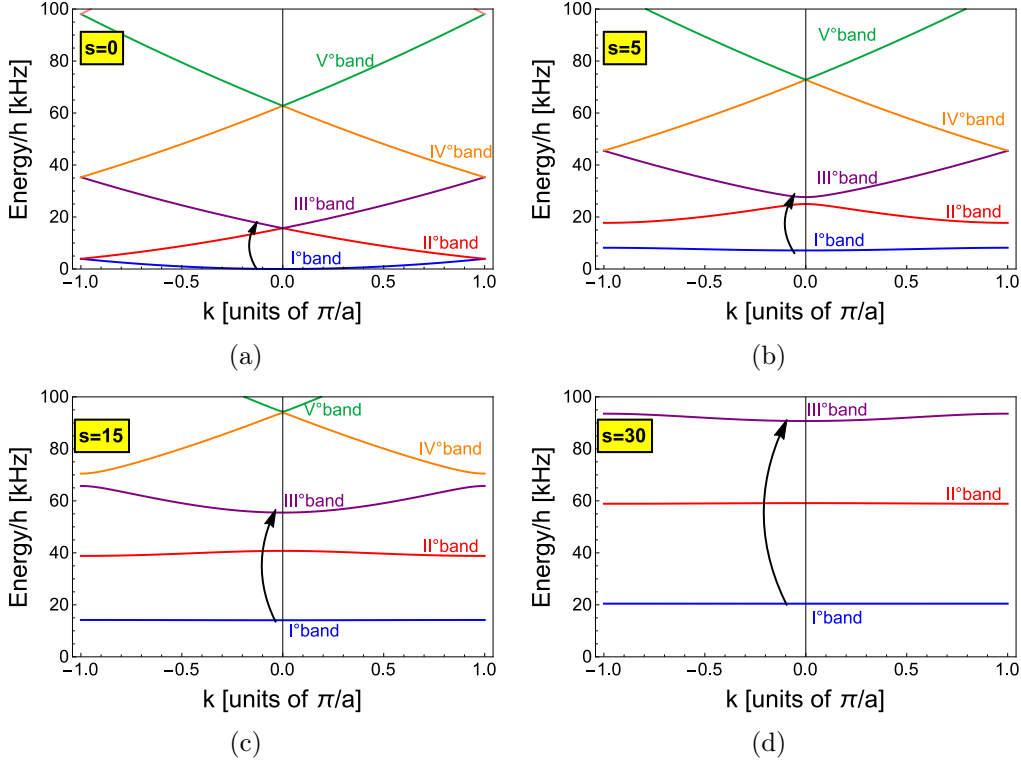 100
80
60
40
20
0
Energy/h [kHz]
s=0
V°band
IV°band
III°band
II°band
I°band
−1.0 −0.5 0.0 0.5 1.0
k [units of π/a]
(a)
100
80
60
40
20
0
Energy/h [kHz]
s=5
V°band
IV°band
III°band
II°band
I°band
−1.0 −0.5 0.0 0.5 1.0
k [units of π/a]
(b)
100
80
60
40
20
0
Energy/h [kHz]
s=15
V°band
IV°band
III°band
II°band
I°band
−1.0 −0.5 0.0 0.5 1.0
k [units of π/a]
(c)
100
80
60
40
20
0
Energy/h [kHz]
s=30
III°band
II°band
I°band
−1.0 −0.5 0.0 0.5 1.0
k [units of π/a]
(d)